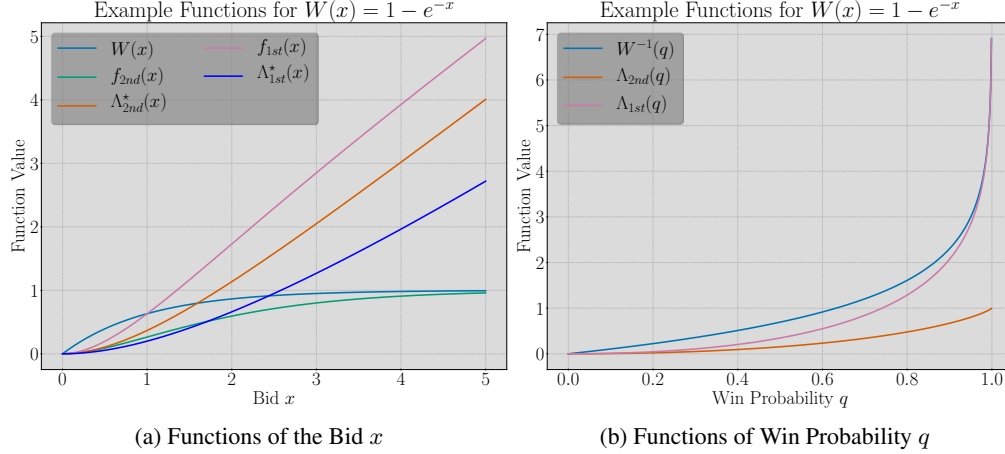 Example Functions for W(x) = 1 − e^{−x}
W(x)
f_{2nd}(x)
Λ*_{2nd}(x)
f_{1st}(x)
Λ*_{1st}(x)
Function Value
5
4
3
2
1
0
0 1 2 3 4 5
Bid x
(a) Functions of the Bid x
Example Functions for W(x) = 1 − e^{−x}
W^{−1}(q)
Λ_{2nd}(q)
Λ_{1st}(q)
Function Value
7
6
5
4
3
2
1
0
0.0 0.2 0.4 0.6 0.8 1.0
Win Probability q
(b) Functions of Win Probability q